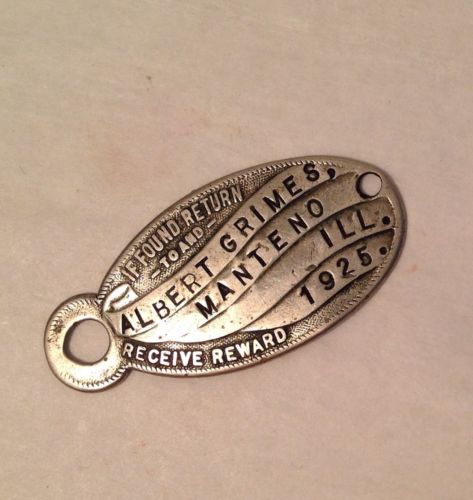 IF FOUND RETURN
- TO AND -
ALBERT GRIMES,
MANTENO
ILL.
1925.
RECEIVE REWARD